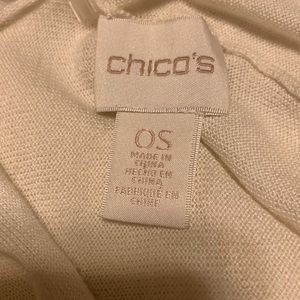 chico's
OS
MADE IN
CHINA
HECHO EN
CHINA
FABRIQUÉ EN
CHINE